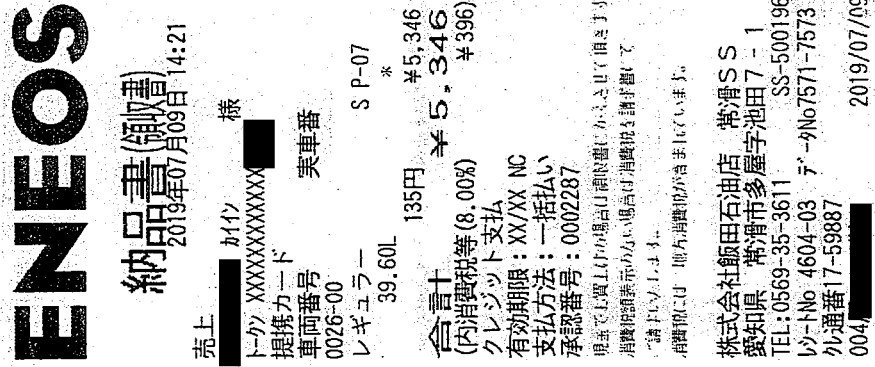 ENEOS
納品書(領収書)
2019年07月09日 14:21
売上
カイイン 様
トークン XXXXXXXXXXXXX
提携カード
車両番号 実車番
0026-00
レギュラー S P-07
39.60L 135円 * ¥5,346
合計 ¥5,346
(内消費税等(8.00%) ¥396)
クレジット支払
有効期限:XX/XX NC
支払方法:一括払い
承認番号:0002287
消費税には 地方消費税が含まれています。
株式会社飯田石油店 常滑SS
愛知県 常滑市多屋字池田7-1
TEL:0569-35-3611 SS-500196
レシートNo 4604-03 データNo7571-7573
クレ通番17-59887
004 2019/07/09